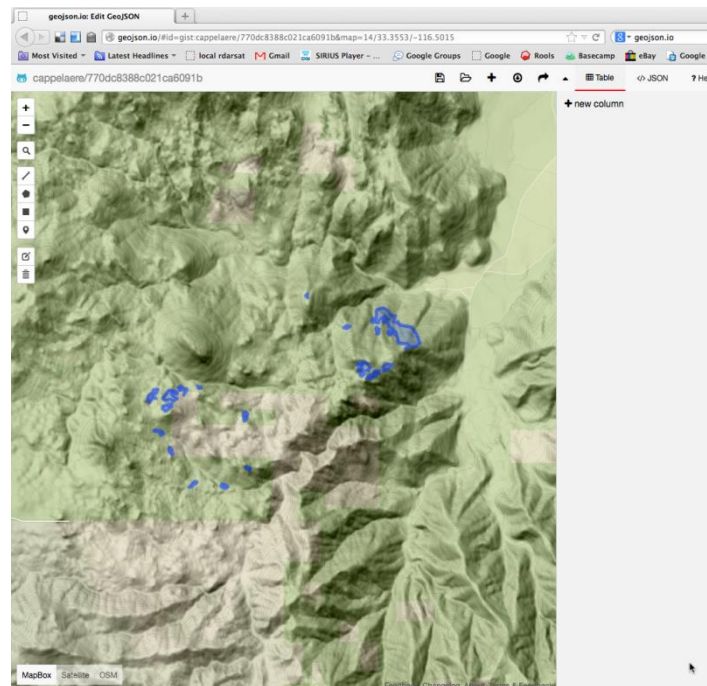 geojson.io: Edit GeoJSON
geojson.io/#id=gist:cappelaere/770dc8388c021ca6091b&map=14/33.3553/-116.5015
geojson.io
Most Visited
Latest Headlines
local rdarsat
Gmail
SIRIUS Player - ...
Google Groups
Google
Rools
Basecamp
eBay
Google
cappelaere/770dc8388c021ca6091b
Table
</> JSON
? He
+ new column
MapBox Satellite OSM